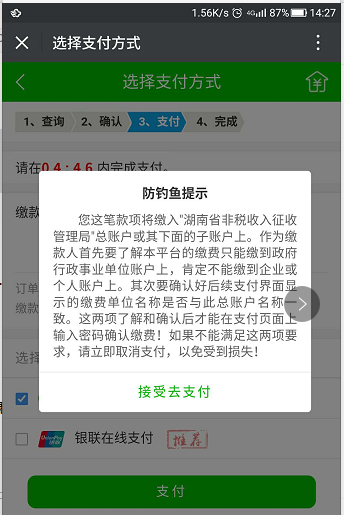 1.56K/s 4G 87% 14:27
选择支付方式
选择支付方式
1、查询 2、确认 3、支付 4、完成
请在04:46内完成支付。
缴款
防钓鱼提示
您这笔款项将缴入"湖南省非税收入征收
管理局"总账户或其下面的子账户上。作为缴
款人首先要了解本平台的缴费只能缴到政府
行政事业单位账户上，肯定不能缴到企业或
个人账户上。其次要确认好后续支付界面显
示的缴费单位名称是否与此总账户名称一
致。这两项了解和确认后才能在支付页面上
输入密码确认缴费！如果不能满足这两项要
求，请立即取消支付，以免受到损失！
订单
缴款
选择
接受去支付
UnionPay 银联 银联在线支付 推荐
支付